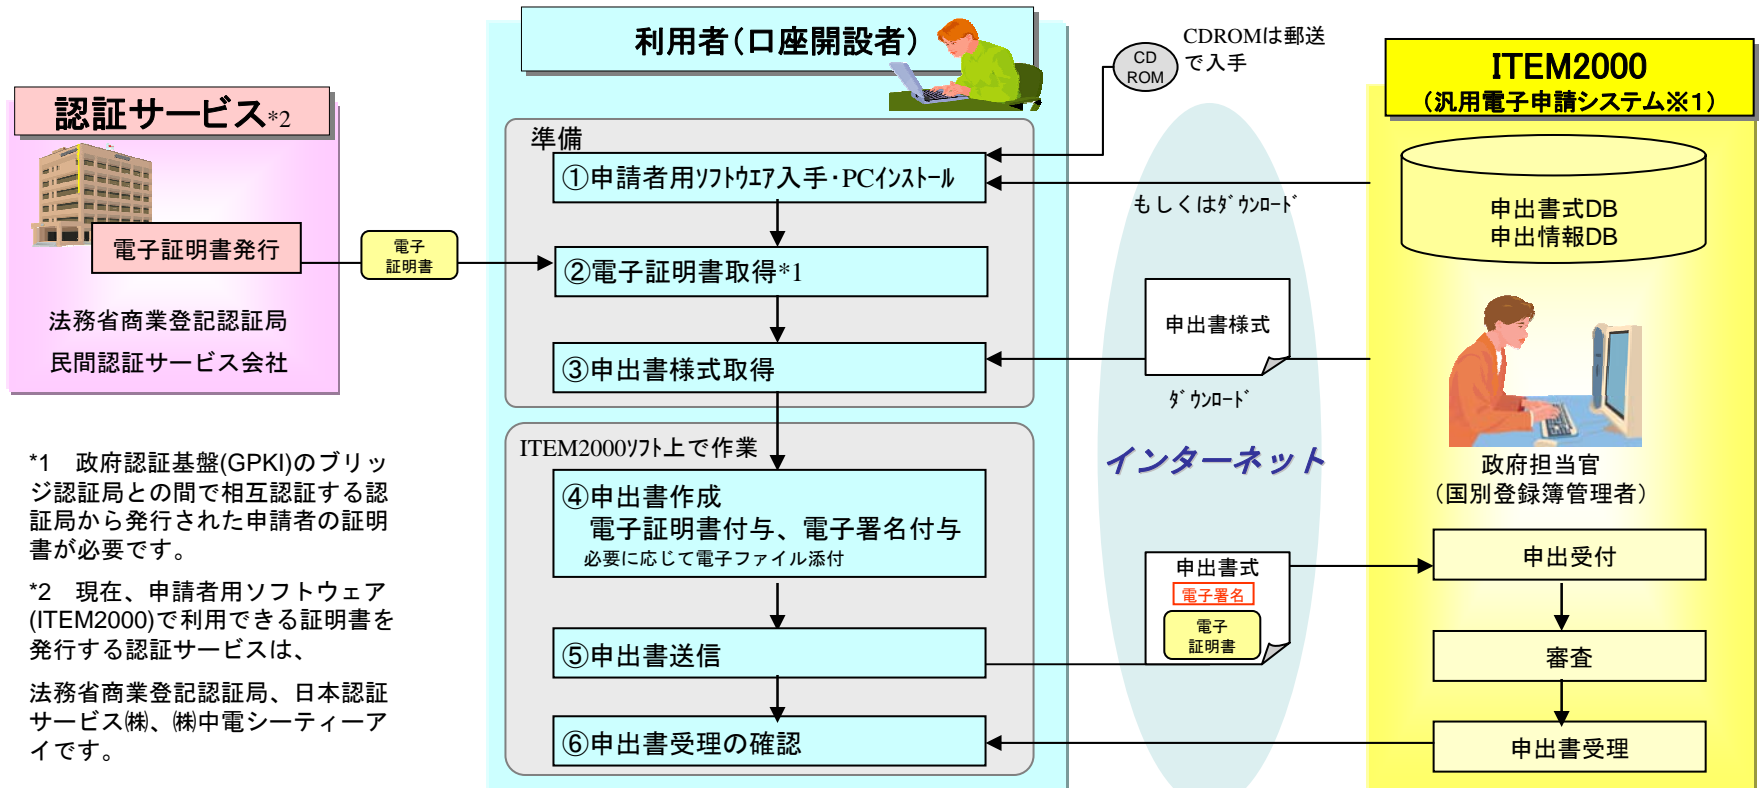 認証サービス*2
電子証明書発行
法務省商業登記認証局
民間認証サービス会社
電子
証明書
*1　政府認証基盤(GPKI)のブリッ
ジ認証局との間で相互認証する認
証局から発行された申請者の証明
書が必要です。
*2　現在、申請者用ソフトウェア
(ITEM2000)で利用できる証明書を
発行する認証サービスは、
法務省商業登記認証局、日本認証
サービス㈱、㈱中電シーティーア
イです。
利用者(口座開設者)
準備
①申請者用ｿﾌﾄｳｴｱ入手･PCｲﾝｽﾄｰﾙ
②電子証明書取得*1
③申出書様式取得
ITEM2000ｿﾌﾄ上で作業
④申出書作成
電子証明書付与、電子署名付与
必要に応じて電子ファイル添付
⑤申出書送信
⑥申出書受理の確認
CD
ROM
CDROMは郵送
で入手
もしくはﾀﾞｳﾝﾛｰﾄﾞ
申出書様式
ﾀﾞｳﾝﾛｰﾄﾞ
インターネット
申出書式
電子署名
電子
証明書
ITEM2000
（汎用電子申請システム※１）
申出書式DB
申出情報DB
政府担当官
（国別登録簿管理者）
申出受付
審査
申出書受理